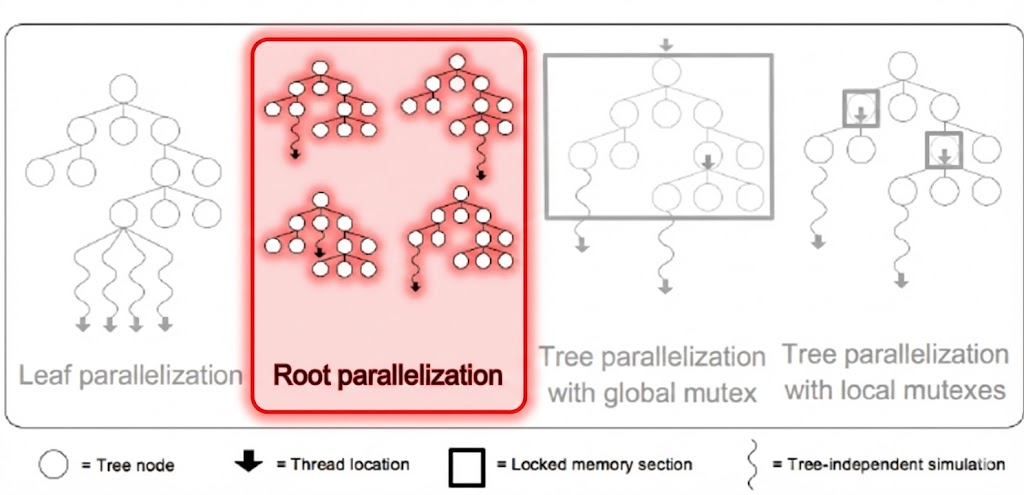 Leaf parallelization
Root parallelization
Tree parallelization
with global mutex
Tree parallelization
with local mutexes
= Tree node
= Thread location
= Locked memory section
= Tree-independent simulation